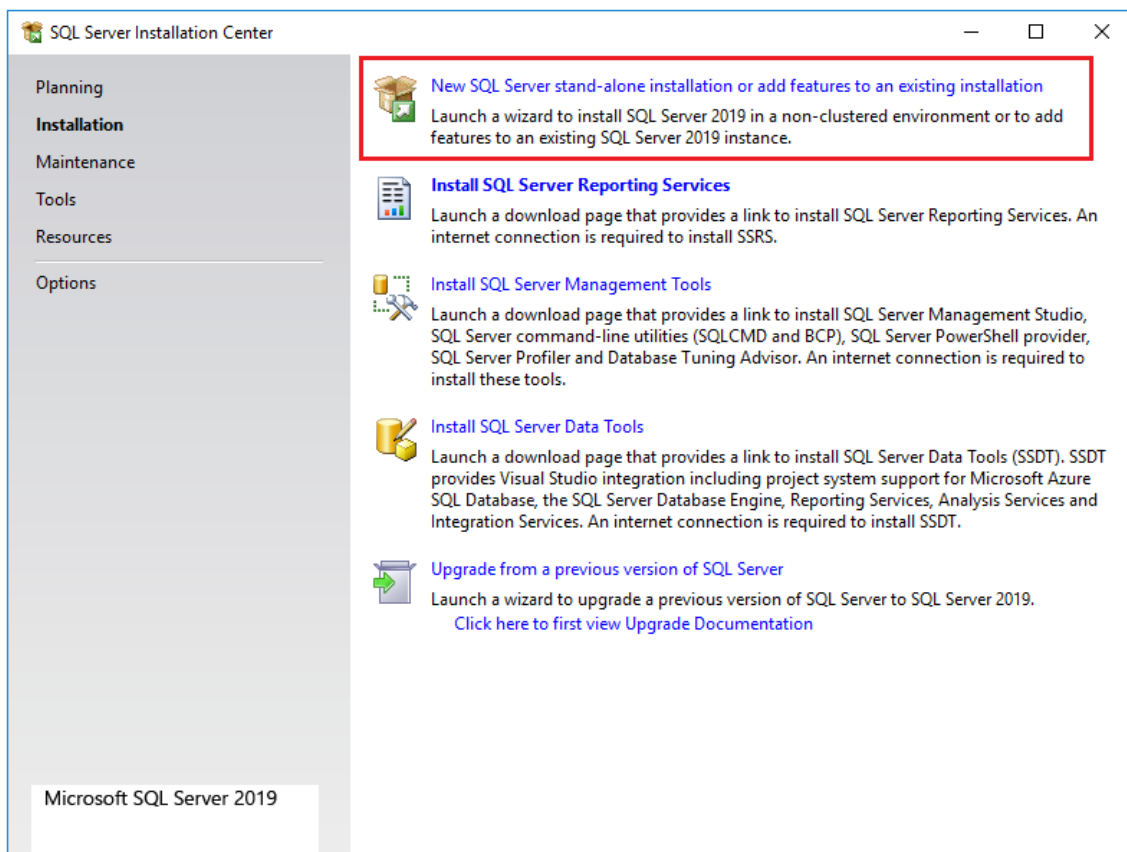 SQL Server Installation Center
Planning
Installation
Maintenance
Tools
Resources
Options
New SQL Server stand-alone installation or add features to an existing installation
Launch a wizard to install SQL Server 2019 in a non-clustered environment or to add
features to an existing SQL Server 2019 instance.
Install SQL Server Reporting Services
Launch a download page that provides a link to install SQL Server Reporting Services. An
internet connection is required to install SSRS.
Install SQL Server Management Tools
Launch a download page that provides a link to install SQL Server Management Studio,
SQL Server command-line utilities (SQLCMD and BCP), SQL Server PowerShell provider,
SQL Server Profiler and Database Tuning Advisor. An internet connection is required to
install these tools.
Install SQL Server Data Tools
Launch a download page that provides a link to install SQL Server Data Tools (SSDT). SSDT
provides Visual Studio integration including project system support for Microsoft Azure
SQL Database, the SQL Server Database Engine, Reporting Services, Analysis Services and
Integration Services. An internet connection is required to install SSDT.
Upgrade from a previous version of SQL Server
Launch a wizard to upgrade a previous version of SQL Server to SQL Server 2019.
Click here to first view Upgrade Documentation
Microsoft SQL Server 2019